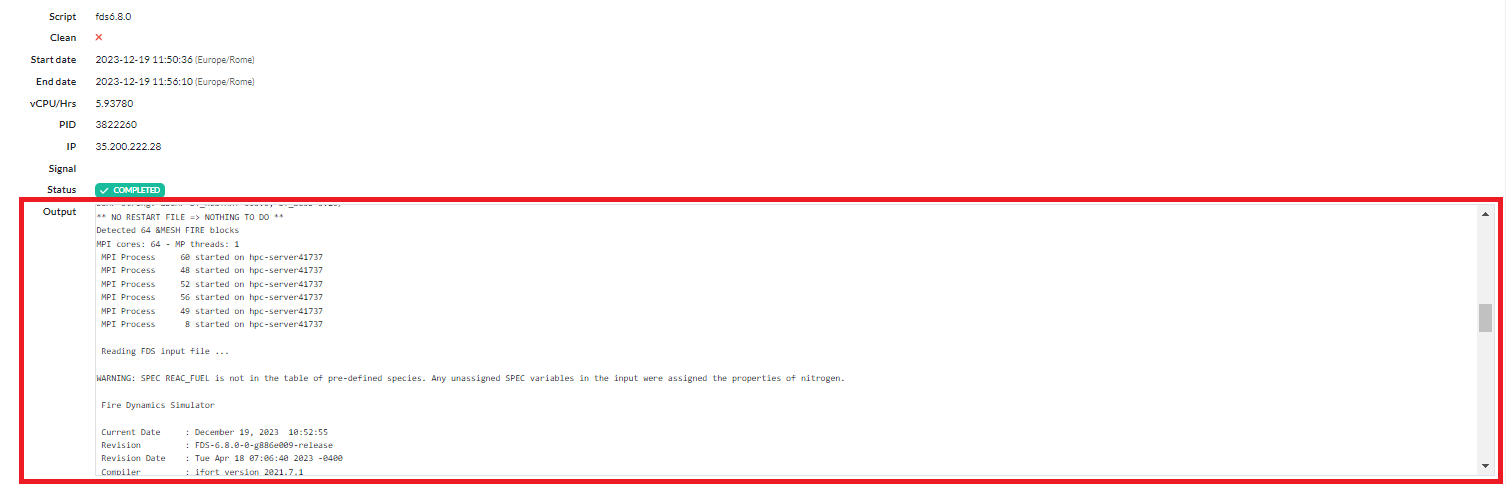 Script fds6.8.0
Clean ×
Start date 2023-12-19 11:50:36 (Europe/Rome)
End date 2023-12-19 11:56:10 (Europe/Rome)
vCPU/Hrs 5.93780
PID 3822260
IP 35.200.222.28
Signal
Status COMPLETED
Output
** NO RESTART FILE => NOTHING TO DO **
Detected 64 &MESH FIRE blocks
MPI cores: 64 - MP threads: 1
MPI Process 60 started on hpc-server41737
MPI Process 48 started on hpc-server41737
MPI Process 52 started on hpc-server41737
MPI Process 56 started on hpc-server41737
MPI Process 49 started on hpc-server41737
MPI Process 8 started on hpc-server41737
Reading FDS input file ...
WARNING: SPEC REAC_FUEL is not in the table of pre-defined species. Any unassigned SPEC variables in the input were assigned the properties of nitrogen.
Fire Dynamics Simulator
Current Date : December 19, 2023 10:52:55
Revision : FDS-6.8.0-0-g886e009-release
Revision Date : Tue Apr 18 07:06:40 2023 -0400
Compiler : ifort version 2021.7.1